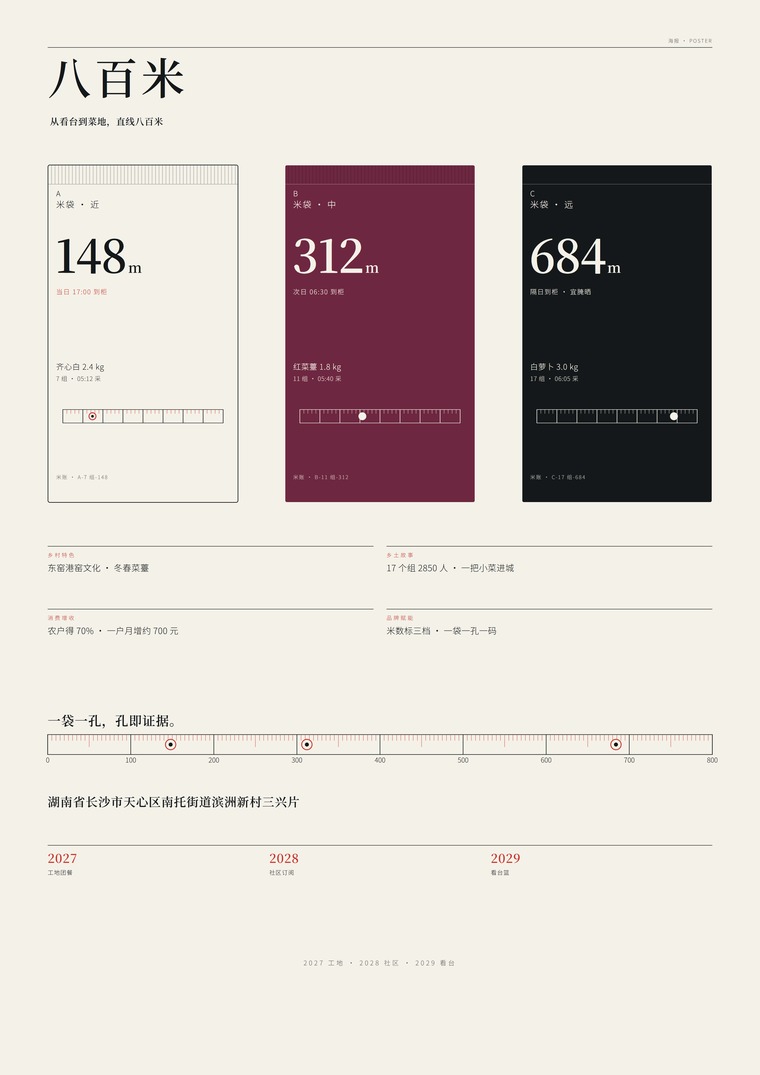 海报 • POSTER
八百米
从看台到菜地，直线八百米
A
米袋 • 近
148m
当日 17:00 到柜
齐心白 2.4 kg
7 组 • 05:12 采
米账 • A-7 组-148
B
米袋 • 中
312m
次日 06:30 到柜
红菜薹 1.8 kg
11 组 • 05:40 采
米账 • B-11 组-312
C
米袋 • 远
684m
隔日到柜 • 宜腌晒
白萝卜 3.0 kg
17 组 • 06:05 采
米账 • C-17 组-684
乡村特色
东窑港窑文化 • 冬春菜薹
乡土故事
17 个组 2850 人 • 一把小菜进城
消费增收
农户得 70% • 一户月增约 700 元
品牌赋能
米数标三档 • 一袋一孔一码
一袋一孔，孔即证据。
0 100 200 300 400 500 600 700 800
湖南省长沙市天心区南托街道滨洲新村三兴片
2027
工地团餐
2028
社区订阅
2029
看台篮
2027 工地 • 2028 社区 • 2029 看台